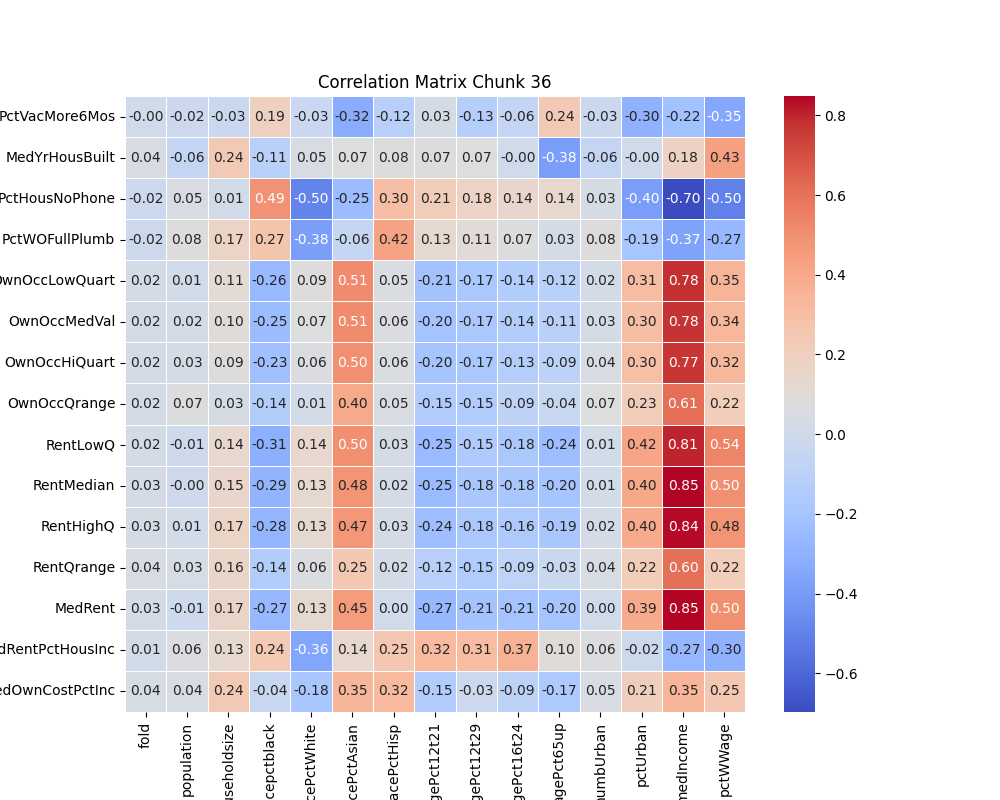 Correlation Matrix Chunk 36
PctVacMore6Mos -0.00 -0.02 -0.03 0.19 -0.03 -0.32 -0.12 0.03 -0.13 -0.06 0.24 -0.03 -0.30 -0.22 -0.35
MedYrHousBuilt 0.04 -0.06 0.24 -0.11 0.05 0.07 0.08 0.07 0.07 -0.00 -0.38 -0.06 -0.00 0.18 0.43
PctHousNoPhone -0.02 0.05 0.01 0.49 -0.50 -0.25 0.30 0.21 0.18 0.14 0.14 0.03 -0.40 -0.70 -0.50
PctWOFullPlumb -0.02 0.08 0.17 0.27 -0.38 -0.06 0.42 0.13 0.11 0.07 0.03 0.08 -0.19 -0.37 -0.27
wnOccLowQuart 0.02 0.01 0.11 -0.26 0.09 0.51 0.05 -0.21 -0.17 -0.14 -0.12 0.02 0.31 0.78 0.35
OwnOccMedVal 0.02 0.02 0.10 -0.25 0.07 0.51 0.06 -0.20 -0.17 -0.14 -0.11 0.03 0.30 0.78 0.34
OwnOccHiQuart 0.02 0.03 0.09 -0.23 0.06 0.50 0.06 -0.20 -0.17 -0.13 -0.09 0.04 0.30 0.77 0.32
OwnOccQrange 0.02 0.07 0.03 -0.14 0.01 0.40 0.05 -0.15 -0.15 -0.09 -0.04 0.07 0.23 0.61 0.22
RentLowQ 0.02 -0.01 0.14 -0.31 0.14 0.50 0.03 -0.25 -0.15 -0.18 -0.24 0.01 0.42 0.81 0.54
RentMedian 0.03 -0.00 0.15 -0.29 0.13 0.48 0.02 -0.25 -0.18 -0.18 -0.20 0.01 0.40 0.85 0.50
RentHighQ 0.03 0.01 0.17 -0.28 0.13 0.47 0.03 -0.24 -0.18 -0.16 -0.19 0.02 0.40 0.84 0.48
RentQrange 0.04 0.03 0.16 -0.14 0.06 0.25 0.02 -0.12 -0.15 -0.09 -0.03 0.04 0.22 0.60 0.22
MedRent 0.03 -0.01 0.17 -0.27 0.13 0.45 0.00 -0.27 -0.21 -0.21 -0.20 0.00 0.39 0.85 0.50
dRentPctHousInc 0.01 0.06 0.13 0.24 -0.36 0.14 0.25 0.32 0.31 0.37 0.10 0.06 -0.02 -0.27 -0.30
edOwnCostPctInc 0.04 0.04 0.24 -0.04 -0.18 0.35 0.32 -0.15 -0.03 -0.09 -0.17 0.05 0.21 0.35 0.25
fold
population
useholdsize
cepctblack
cePctWhite
cePctAsian
acePctHisp
gePct12t21
gePct12t29
gePct16t24
agePct65up
numbUrban
pctUrban
medIncome
pctWWage
0.8
0.6
0.4
0.2
0.0
−0.2
−0.4
−0.6